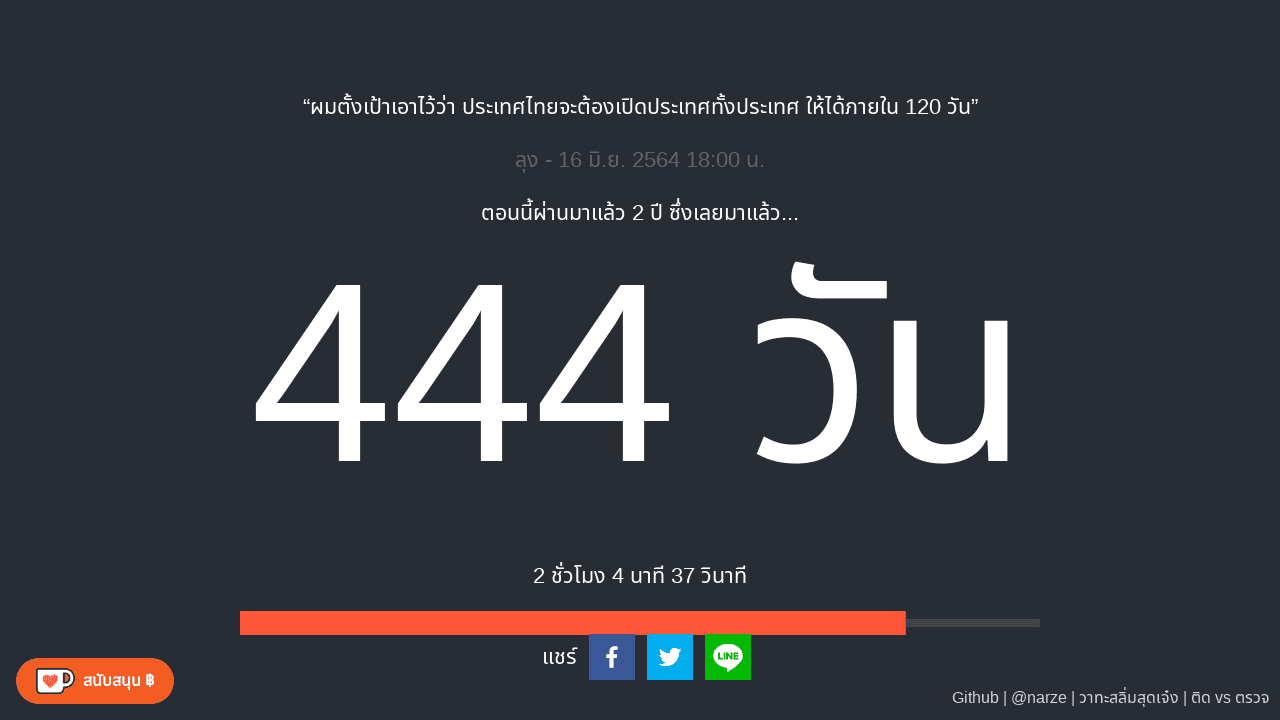 “ผมตั้งเป้าเอาไว้ว่า ประเทศไทยจะต้องเปิดประเทศทั้งประเทศ ให้ได้ภายใน 120 วัน”
ลุง - 16 มิ.ย. 2564 18:00 น.
ตอนนี้ผ่านมาแล้ว 2 ปี ซึ่งเลยมาแล้ว...
444 วัน
2 ชั่วโมง 4 นาที 37 วินาที
แชร์
LINE
สนับสนุน ฿
Github | @narze | วาทะสลิ่มสุดเจ๋ง | ติด vs ตรวจ